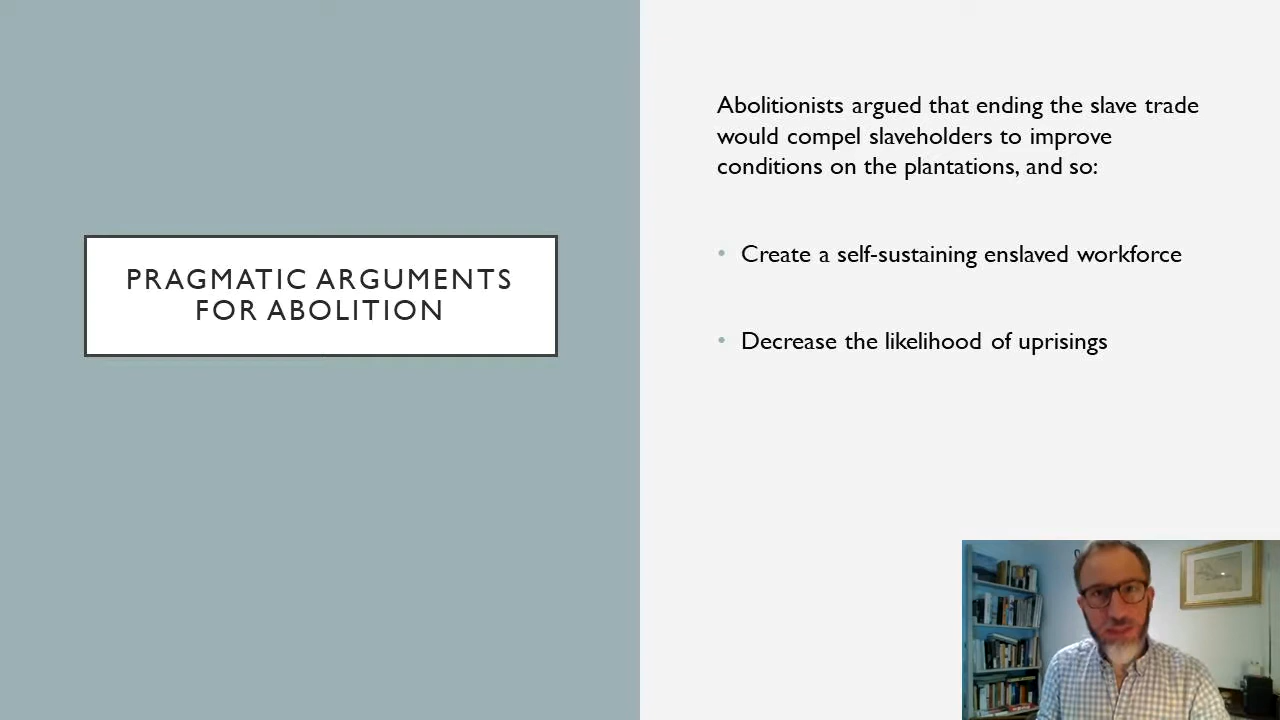 PRAGMATIC ARGUMENTS
FOR ABOLITION
Abolitionists argued that ending the slave trade
would compel slaveholders to improve
conditions on the plantations, and so:
• Create a self-sustaining enslaved workforce
• Decrease the likelihood of uprisings